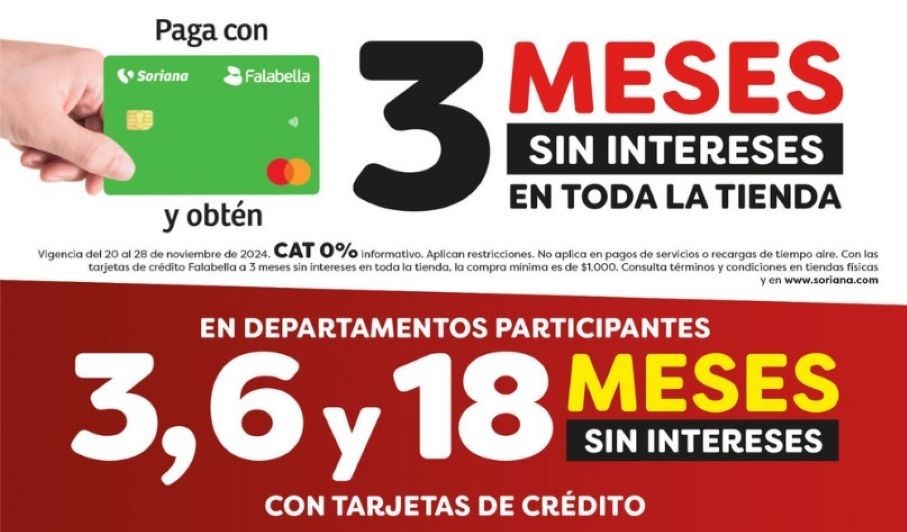 Paga con
Soriana
Falabella
y obtén
3 MESES
SIN INTERESES
EN TODA LA TIENDA
Vigencia del 20 al 28 de noviembre de 2024. CAT 0% informativo. Aplican restricciones. No aplica en pagos de servicios o recargas de tiempo aire. Con las
tarjetas de crédito Falabella a 3 meses sin intereses en toda la tienda, la compra mínima es de $1,000. Consulta términos y condiciones en tiendas físicas
y en www.soriana.com
EN DEPARTAMENTOS PARTICIPANTES
3, 6 y 18 MESES
SIN INTERESES
CON TARJETAS DE CRÉDITO